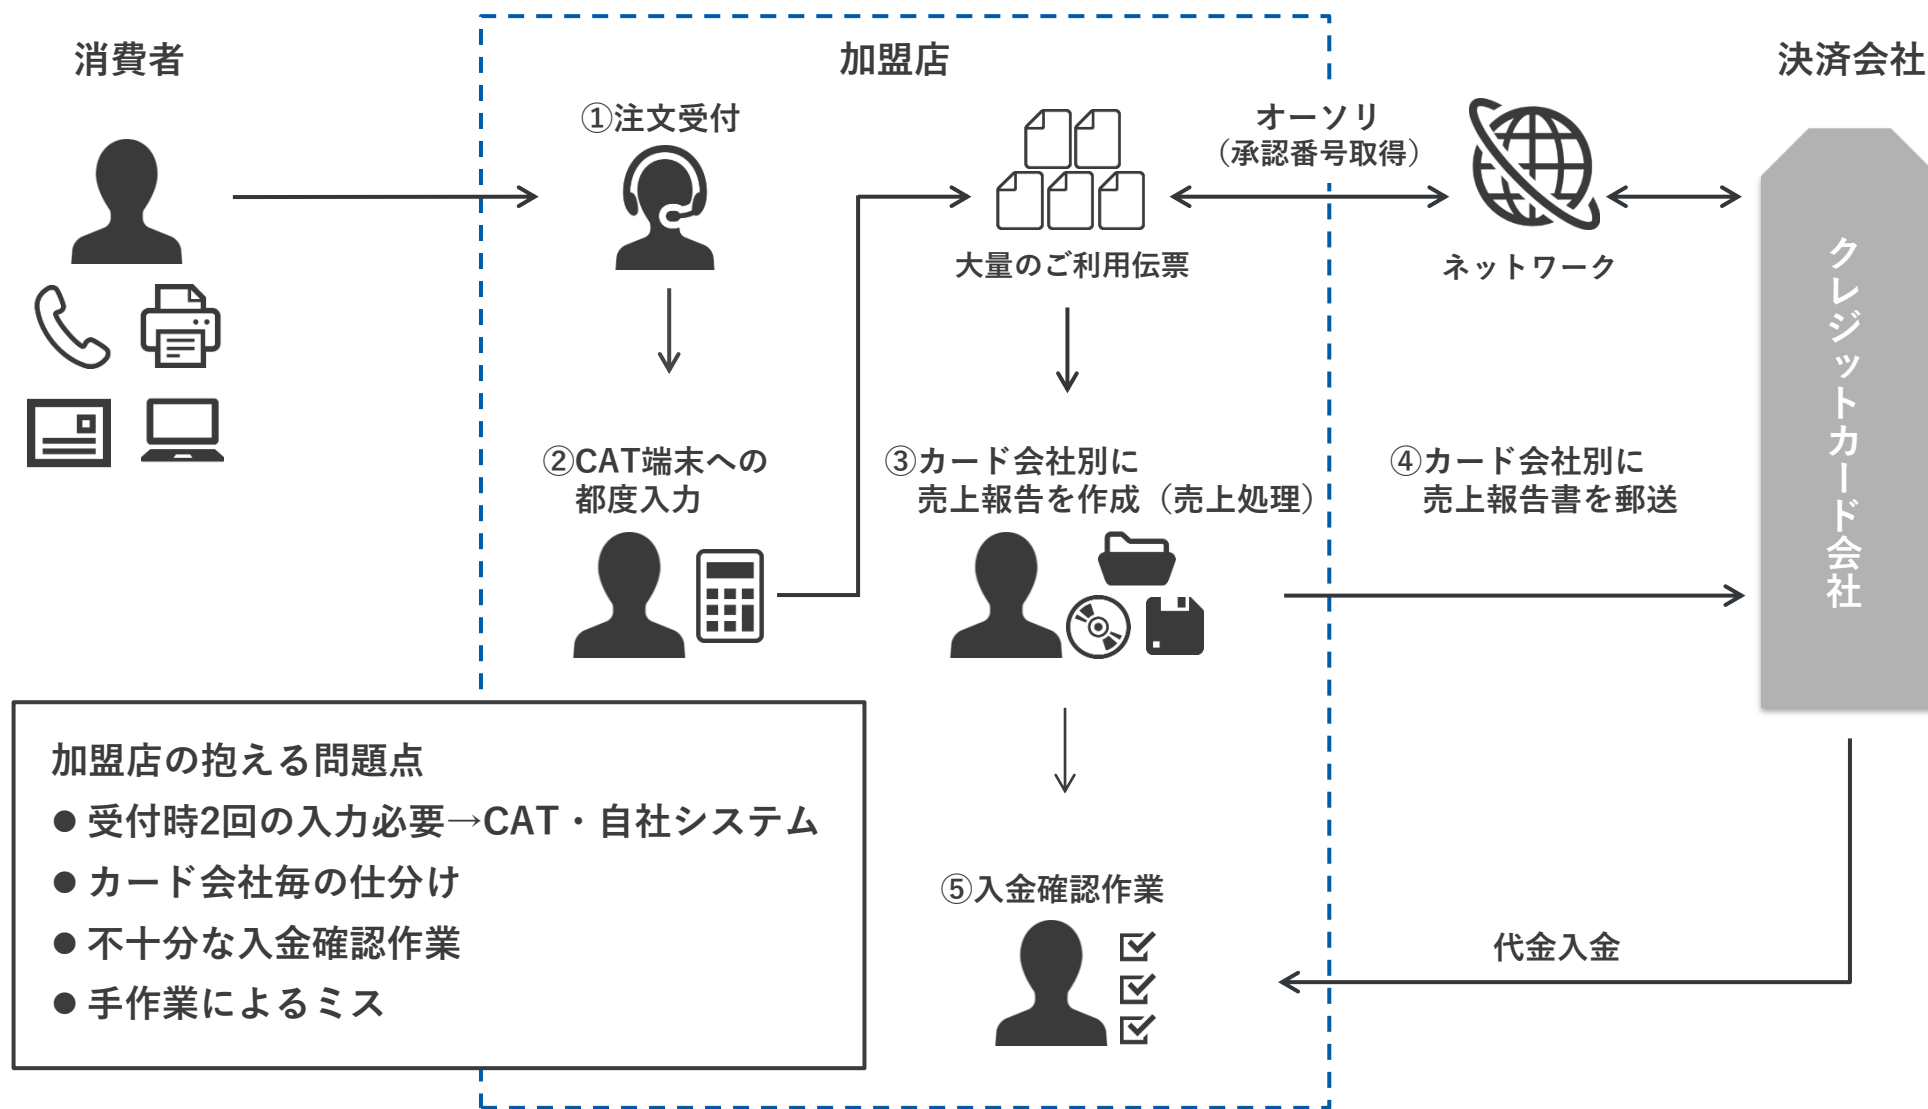 消費者
加盟店
決済会社
①注文受付
オーソリ
（承認番号取得）
大量のご利用伝票
ネットワーク
クレジットカード会社
②CAT端末への
都度入力
③カード会社別に
売上報告を作成（売上処理）
④カード会社別に
売上報告書を郵送
加盟店の抱える問題点
● 受付時2回の入力必要→CAT・自社システム
● カード会社毎の仕分け
● 不十分な入金確認作業
● 手作業によるミス
⑤入金確認作業
代金入金